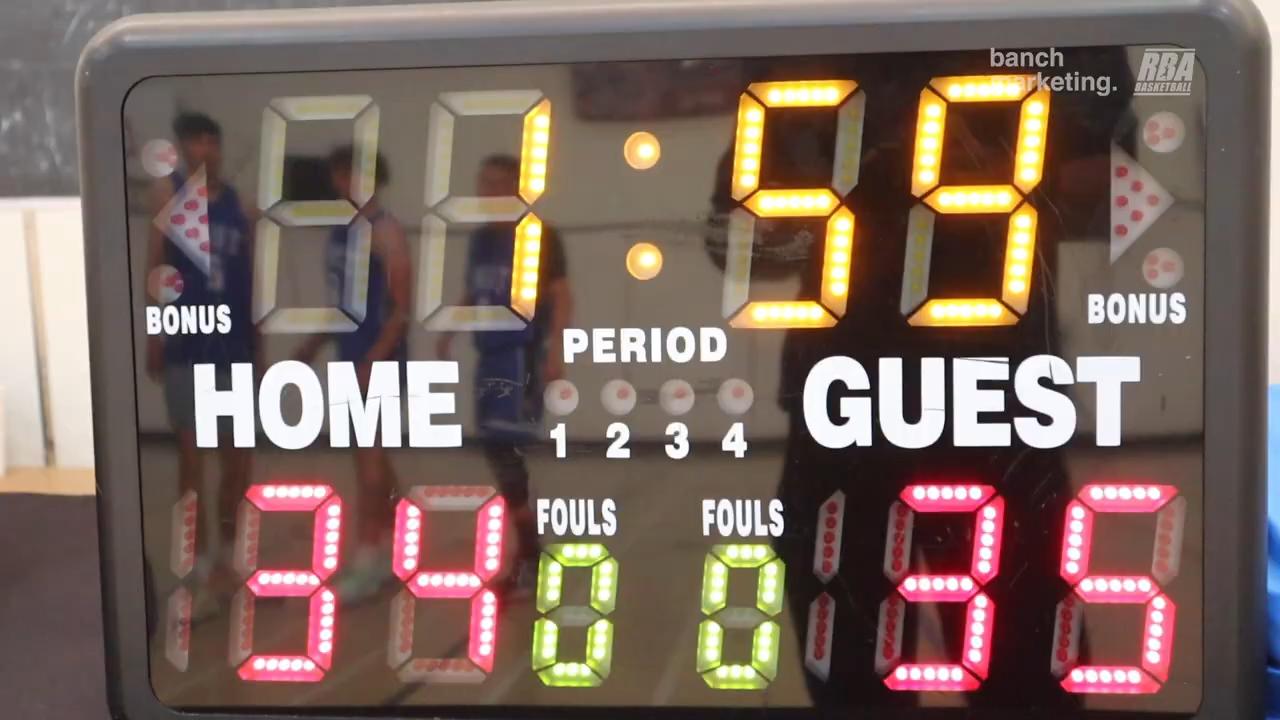 banch
marketing.
RBA
BASKETBALL
1:59
BONUS
BONUS
PERIOD
HOME
GUEST
1 2 3 4
FOULS
FOULS
34
0
0
35